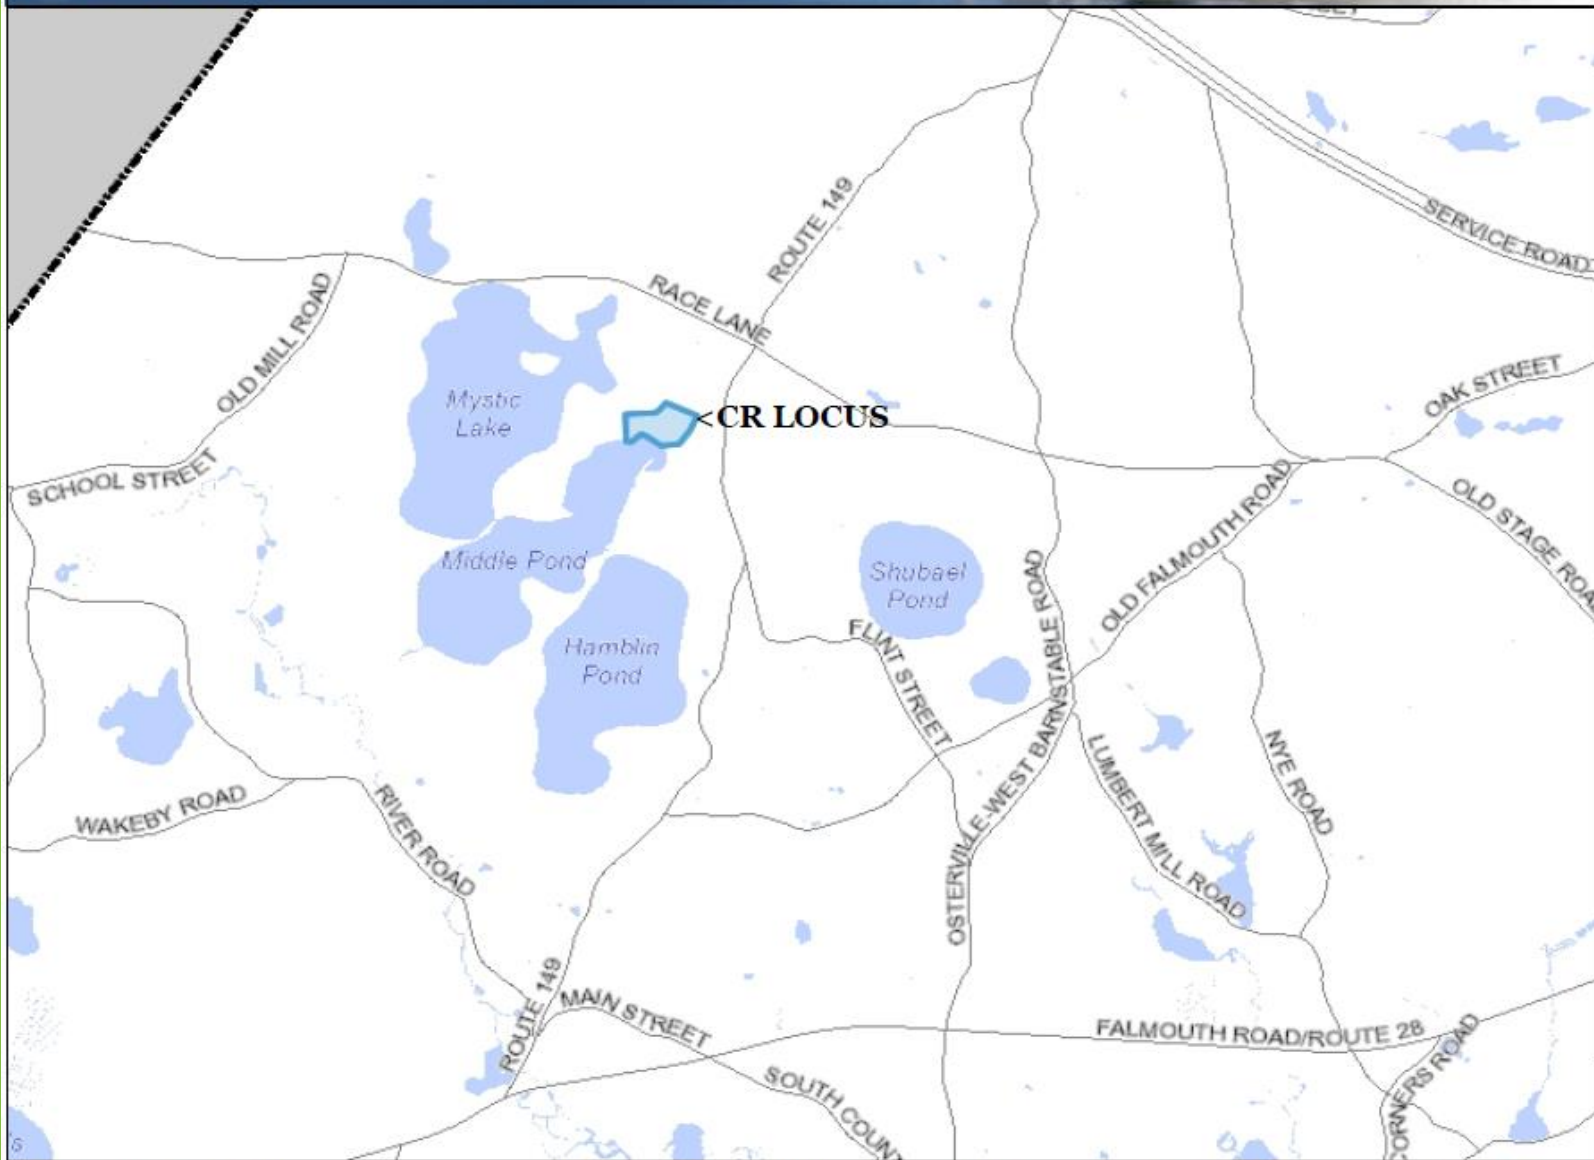 SERVICE ROAD
ROUTE 149
RACE LANE
OLD MILL ROAD
OAK STREET
Mystic
Lake
<CR LOCUS
SCHOOL STREET
OLD STAGE ROAD
OLD FALMOUTH ROAD
Middle Pond
Shubael
Pond
FLINT STREET
Hamblin
Pond
OSTERVILLE-WEST BARNSTABLE ROAD
LUMBERT MILL ROAD
NYE ROAD
WAKEBY ROAD
RIVER ROAD
ROUTE 149
MAIN STREET
FALMOUTH ROAD/ROUTE 28
CORNERS ROAD
SOUTH COUNT